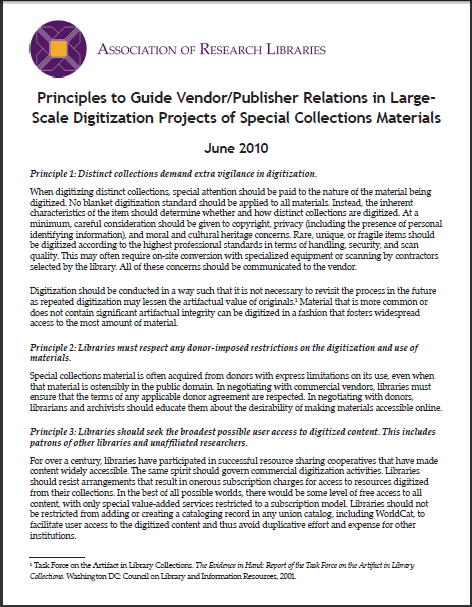 ASSOCIATION OF RESEARCH LIBRARIES
Principles to Guide Vendor/Publisher Relations in Large-
Scale Digitization Projects of Special Collections Materials
June 2010
Principle 1: Distinct collections demand extra vigilance in digitization.
When digitizing distinct collections, special attention should be paid to the nature of the material being
digitized. No blanket digitization standard should be applied to all materials. Instead, the inherent
characteristics of the item should determine whether and how distinct collections are digitized. At a
minimum, careful consideration should be given to copyright, privacy (including the presence of personal
identifying information), and moral and cultural heritage concerns. Rare, unique, or fragile items should
be digitized according to the highest professional standards in terms of handling, security, and scan
quality. This may often require on-site conversion with specialized equipment or scanning by contractors
selected by the library. All of these concerns should be communicated to the vendor.
Digitization should be conducted in a way such that it is not necessary to revisit the process in the future
as repeated digitization may lessen the artifactual value of originals.¹ Material that is more common or
does not contain significant artifactual integrity can be digitized in a fashion that fosters widespread
access to the most amount of material.
Principle 2: Libraries must respect any donor-imposed restrictions on the digitization and use of
materials.
Special collections material is often acquired from donors with express limitations on its use, even when
that material is ostensibly in the public domain. In negotiating with commercial vendors, libraries must
ensure that the terms of any applicable donor agreement are respected. In negotiating with donors,
librarians and archivists should educate them about the desirability of making materials accessible online.
Principle 3: Libraries should seek the broadest possible user access to digitized content. This includes
patrons of other libraries and unaffiliated researchers.
For over a century, libraries have participated in successful resource sharing cooperatives that have made
content widely accessible. The same spirit should govern commercial digitization activities. Libraries
should resist arrangements that result in onerous subscription charges for access to resources digitized
from their collections. In the best of all possible worlds, there would be some level of free access to all
content, with only special value-added services restricted to a subscription model. Libraries should not
be restricted from adding or creating a cataloging record in any union catalog, including WorldCat, to
facilitate user access to the digitized content and thus avoid duplicative effort and expense for other
institutions.
¹ Task Force on the Artifact in Library Collections. The Evidence in Hand: Report of the Task Force on the Artifact in Library
Collections. Washington DC: Council on Library and Information Resources, 2001.